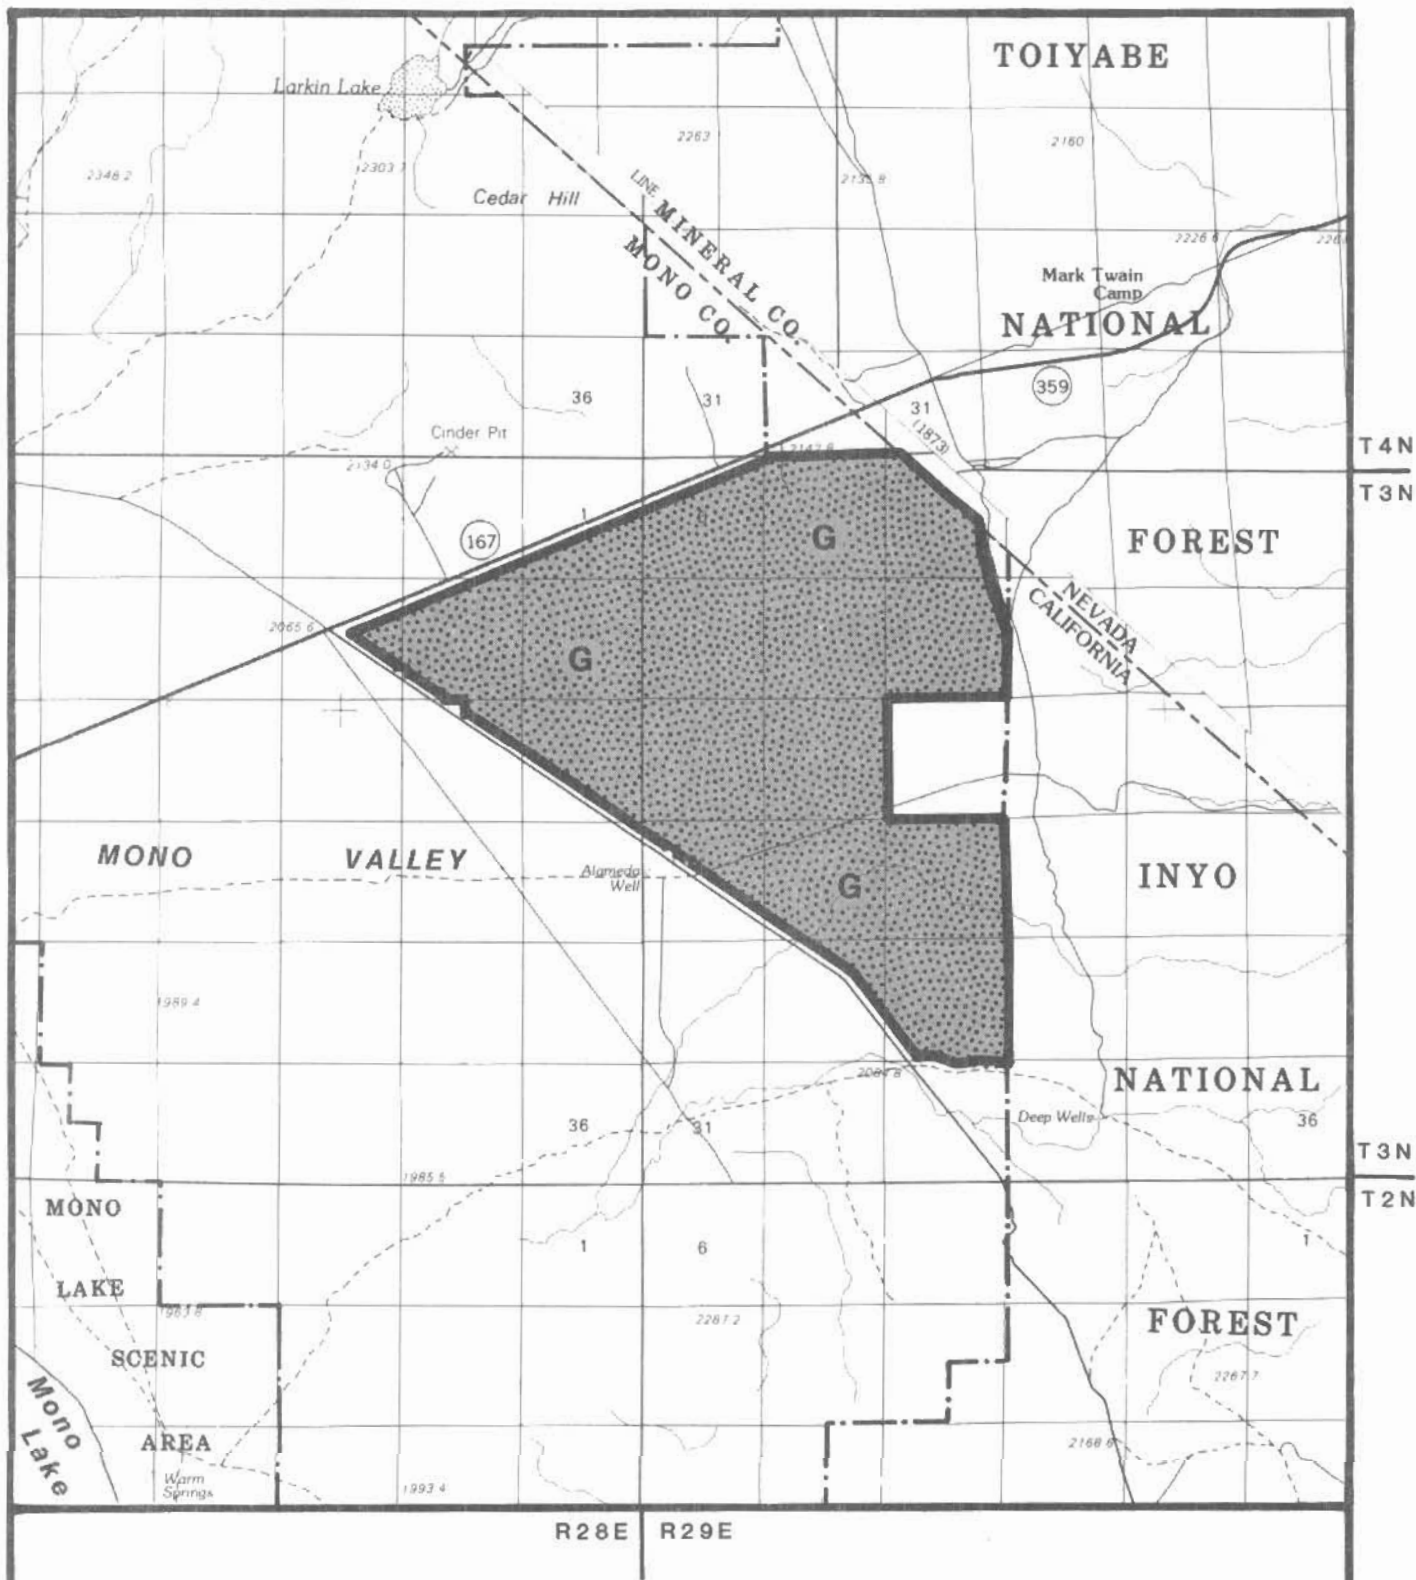 TOIYABE
Larkin Lake
2263
2160
2348.2
2303.7
2135.8
Cedar Hill
LINE
MINERAL CO.
MONO CO.
2226.6
Mark Twain
Camp
NATIONAL
359
36
31
31
(1873)
Cinder Pit
2134.0
T4N
T3N
1
167
G
FOREST
NEVADA
CALIFORNIA
2065.6
G
MONO VALLEY
Alameda
Well
G
INYO
1989.4
2084.8
NATIONAL
Deep Wells
36
36
31
T3N
T2N
1985.5
MONO
1
6
1
LAKE
1983.8
2287.2
FOREST
SCENIC
2267.7
Mono
Lake
AREA
2168.6
Warm
Springs
1993.4
R28E
R29E